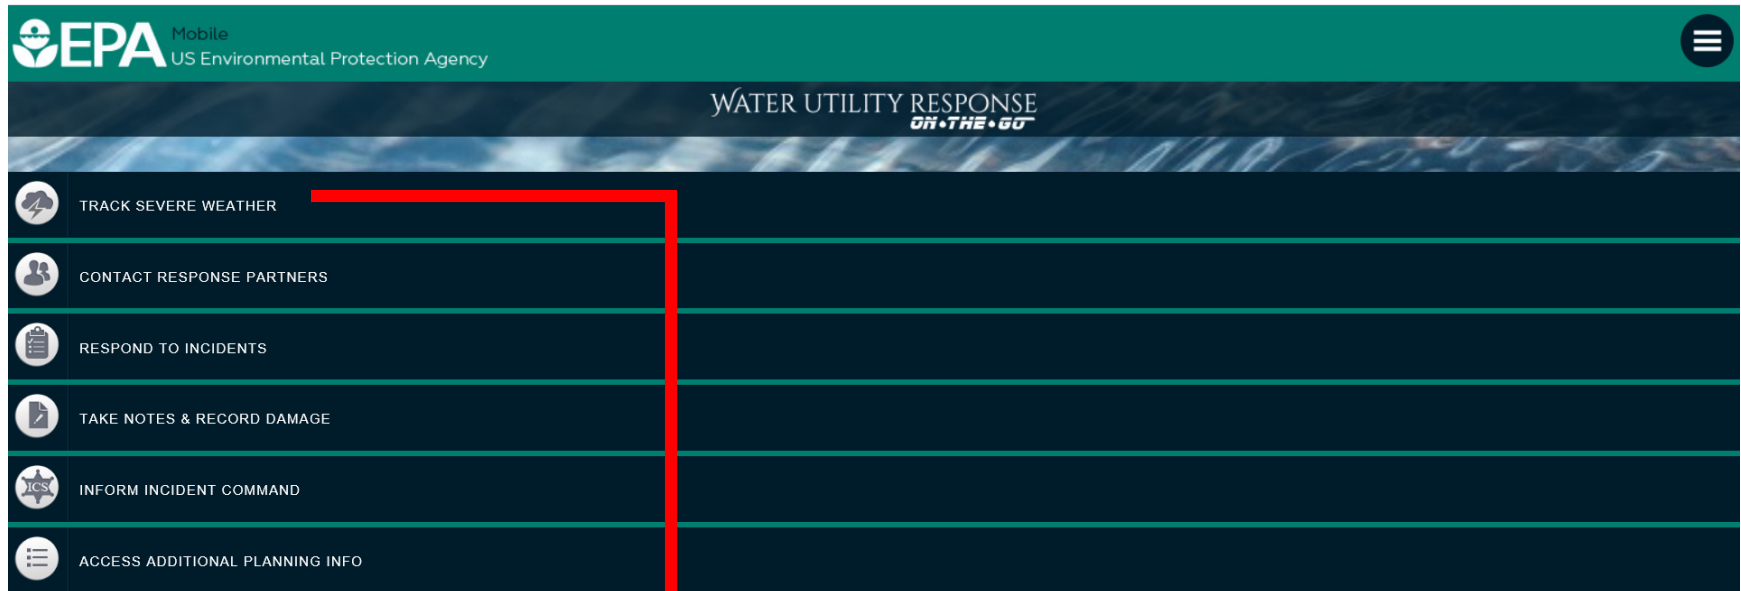 EPA
Mobile
US Environmental Protection Agency
WATER UTILITY RESPONSE
ON•THE•GO
TRACK SEVERE WEATHER
CONTACT RESPONSE PARTNERS
RESPOND TO INCIDENTS
TAKE NOTES & RECORD DAMAGE
ICS
INFORM INCIDENT COMMAND
ACCESS ADDITIONAL PLANNING INFO